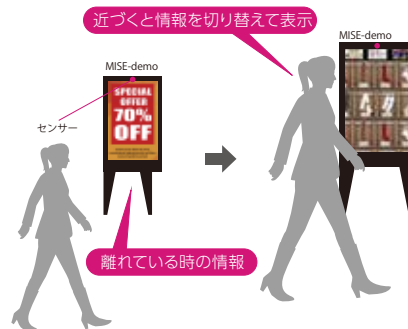 近づくと情報を切り替えて表示
MISE-demo
MISE-demo
センサー
SPECIAL
OFFER
70%
OFF
離れている時の情報